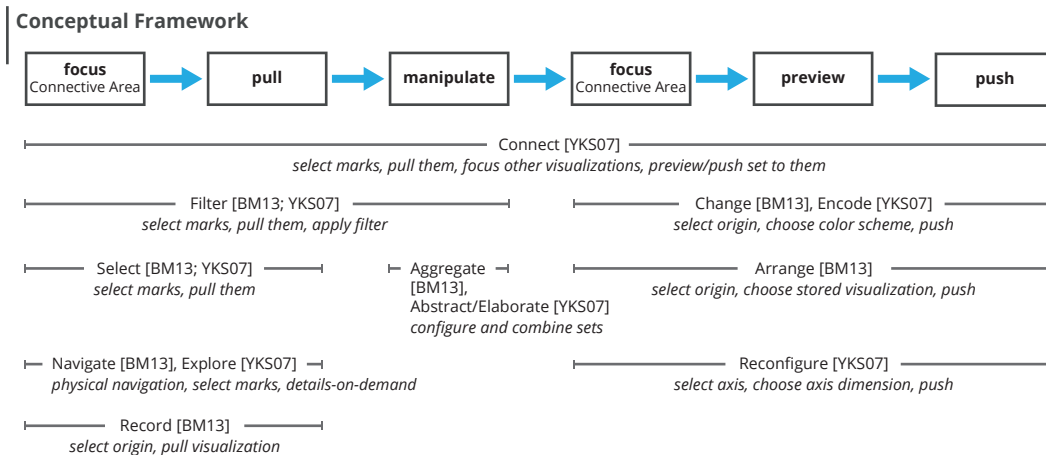 Conceptual Framework
focus
Connective Area
pull
manipulate
focus
Connective Area
preview
push
Connect [YKS07]
select marks, pull them, focus other visualizations, preview/push set to them
Filter [BM13; YKS07]
select marks, pull them, apply filter
Change [BM13], Encode [YKS07]
select origin, choose color scheme, push
Select [BM13; YKS07]
select marks, pull them
Aggregate
[BM13],
Abstract/Elaborate [YKS07]
configure and combine sets
Arrange [BM13]
select origin, choose stored visualization, push
Navigate [BM13], Explore [YKS07]
physical navigation, select marks, details-on-demand
Reconfigure [YKS07]
select axis, choose axis dimension, push
Record [BM13]
select origin, pull visualization